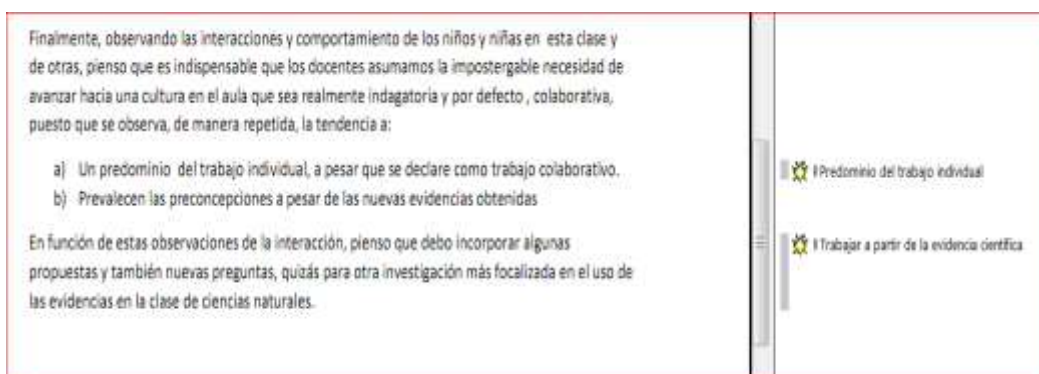 Finalmente, observando las interacciones y comportamiento de los niños y niñas en esta clase y
de otras, pienso que es indispensable que los docentes asumamos la impostergable necesidad de
avanzar hacia una cultura en el aula que sea realmente indagatoria y por defecto , colaborativa,
puesto que se observa, de manera repetida, la tendencia a:
a) Un predominio del trabajo individual, a pesar que se declare como trabajo colaborativo.
Predominio del trabajo individual
b) Prevalecen las preconcepciones a pesar de las nuevas evidencias obtenidas
En función de estas observaciones de la interacción, pienso que debo incorporar algunas
Trabajar a partir de la evidencia científica
propuestas y también nuevas preguntas, quizás para otra investigación más focalizada en el uso de
las evidencias en la clase de ciencias naturales.